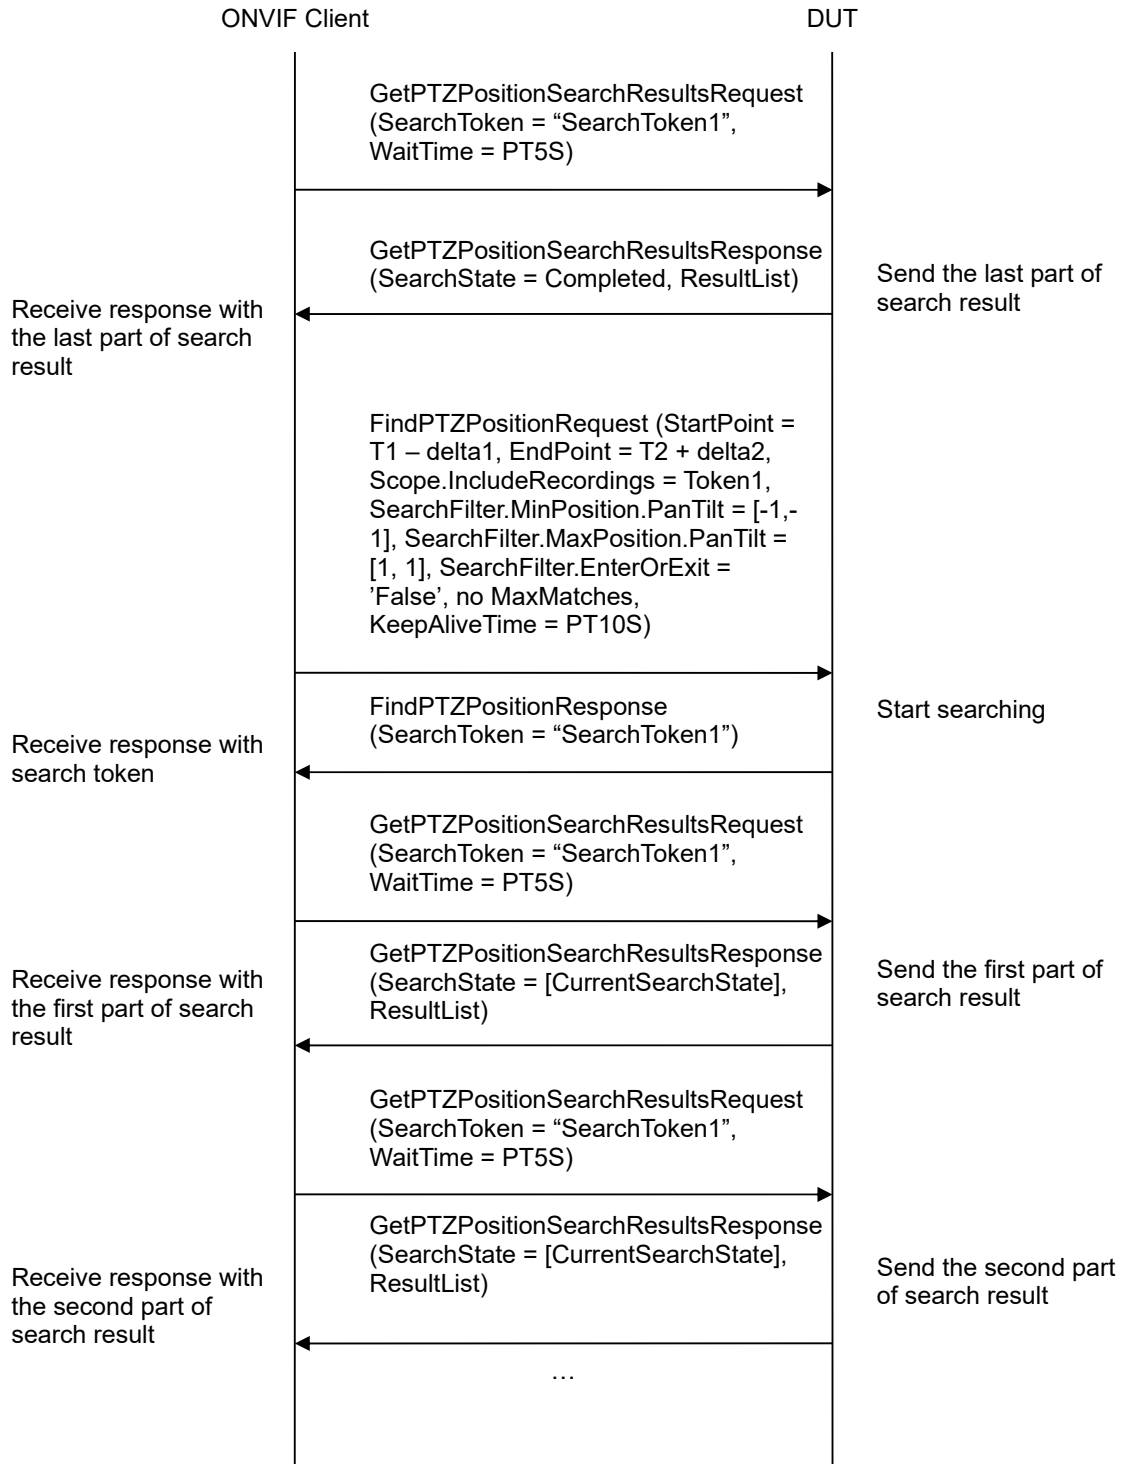 ONVIF Client
DUT
GetPTZPositionSearchResultsRequest
(SearchToken = “SearchToken1”,
WaitTime = PT5S)
GetPTZPositionSearchResultsResponse
(SearchState = Completed, ResultList)
Send the last part of
search result
Receive response with
the last part of search
result
FindPTZPositionRequest (StartPoint =
T1 – delta1, EndPoint = T2 + delta2,
Scope.IncludeRecordings = Token1,
SearchFilter.MinPosition.PanTilt = [-1,-
1], SearchFilter.MaxPosition.PanTilt =
[1, 1], SearchFilter.EnterOrExit =
’False’, no MaxMatches,
KeepAliveTime = PT10S)
FindPTZPositionResponse
(SearchToken = “SearchToken1”)
Start searching
Receive response with
search token
GetPTZPositionSearchResultsRequest
(SearchToken = “SearchToken1”,
WaitTime = PT5S)
GetPTZPositionSearchResultsResponse
(SearchState = [CurrentSearchState],
ResultList)
Send the first part of
search result
Receive response with
the first part of search
result
GetPTZPositionSearchResultsRequest
(SearchToken = “SearchToken1”,
WaitTime = PT5S)
GetPTZPositionSearchResultsResponse
(SearchState = [CurrentSearchState],
ResultList)
Send the second part
of search result
Receive response with
the second part of
search result
…